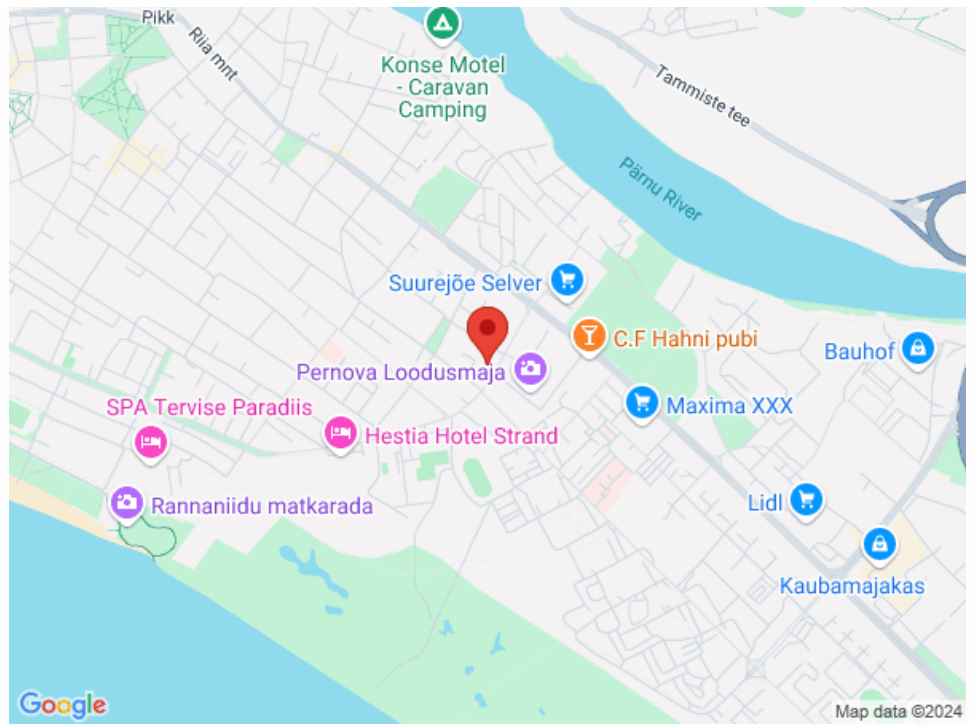 Pikk
Riia mnt
Konse Motel
- Caravan
Camping
Tammiste tee
Pärnu River
Suurejõe Selver
C.F Hahni pubi
Bauhof
Pernova Loodusmaja
Maxima XXX
SPA Tervise Paradiis
Hestia Hotel Strand
Rannaniidu matkarada
Lidl
Kaubamajakas
Google
Map data ©2024